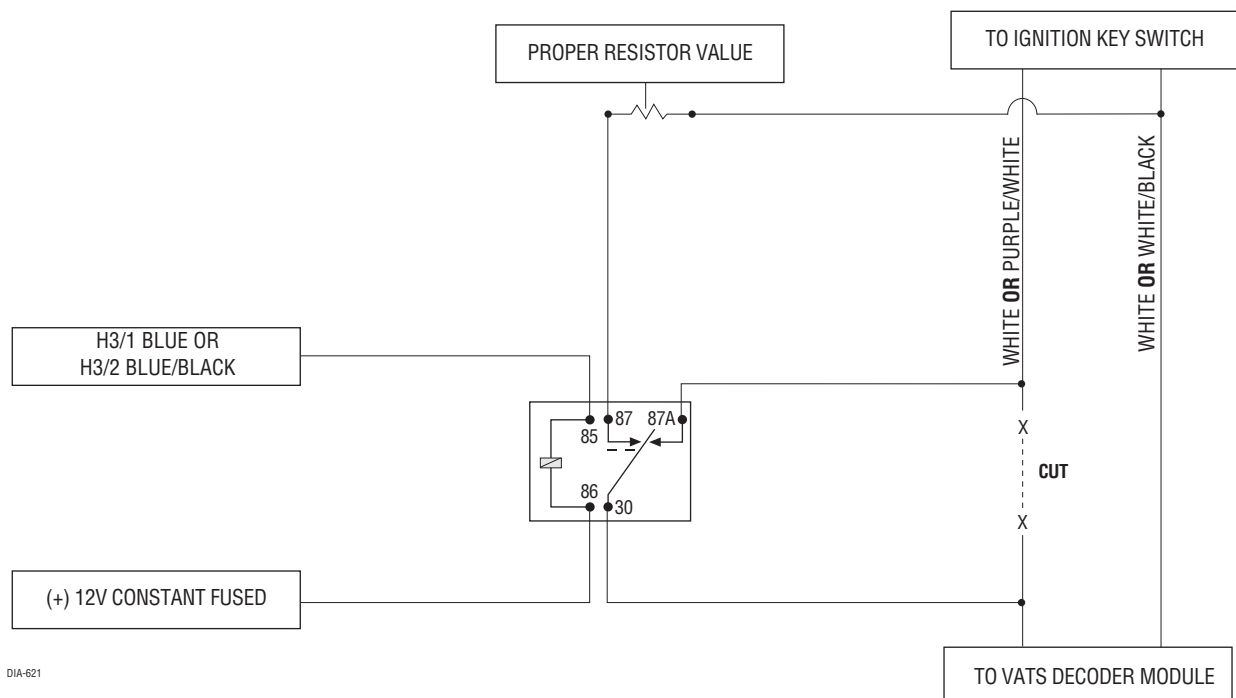 PROPER RESISTOR VALUE
TO IGNITION KEY SWITCH
WHITE OR PURPLE/WHITE
WHITE OR WHITE/BLACK
H3/1 BLUE OR
H3/2 BLUE/BLACK
87
87A
85
86
30
X
CUT
X
(+) 12V CONSTANT FUSED
DIA-621
TO VATS DECODER MODULE